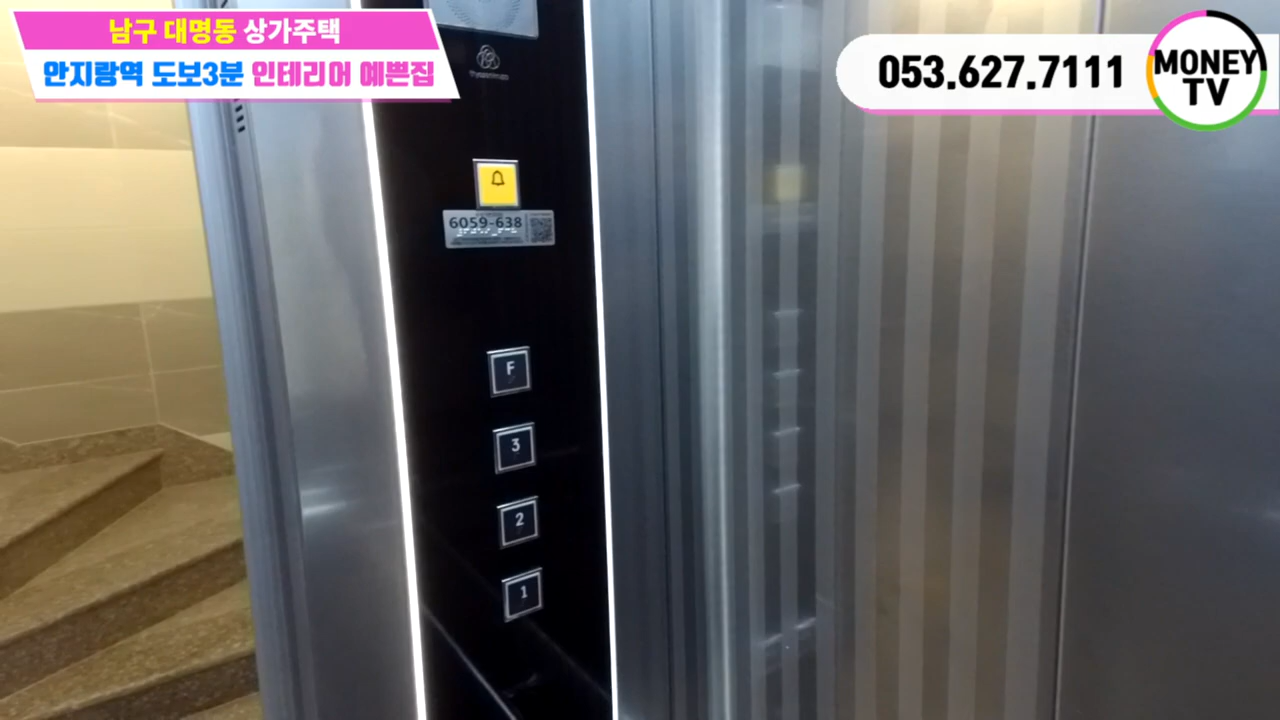 남구 대명동 상가주택
안지랑역 도보3분 인테리어 예쁜집
053.627.7111
MONEY
TV
6059-638
F
3
2
1